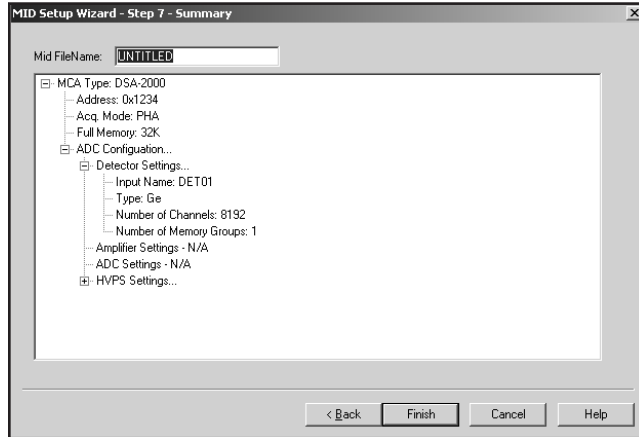 MID Setup Wizard - Step 7 - Summary
Mid FileName: UNTITLED
MCA Type: DSA-2000
Address: 0x1234
Acq. Mode: PHA
Full Memory: 32K
ADC Configuation...
Detector Settings...
Input Name: DET01
Type: Ge
Number of Channels: 8192
Number of Memory Groups: 1
Amplifier Settings - N/A
ADC Settings - N/A
HVPS Settings...
< Back Finish Cancel Help